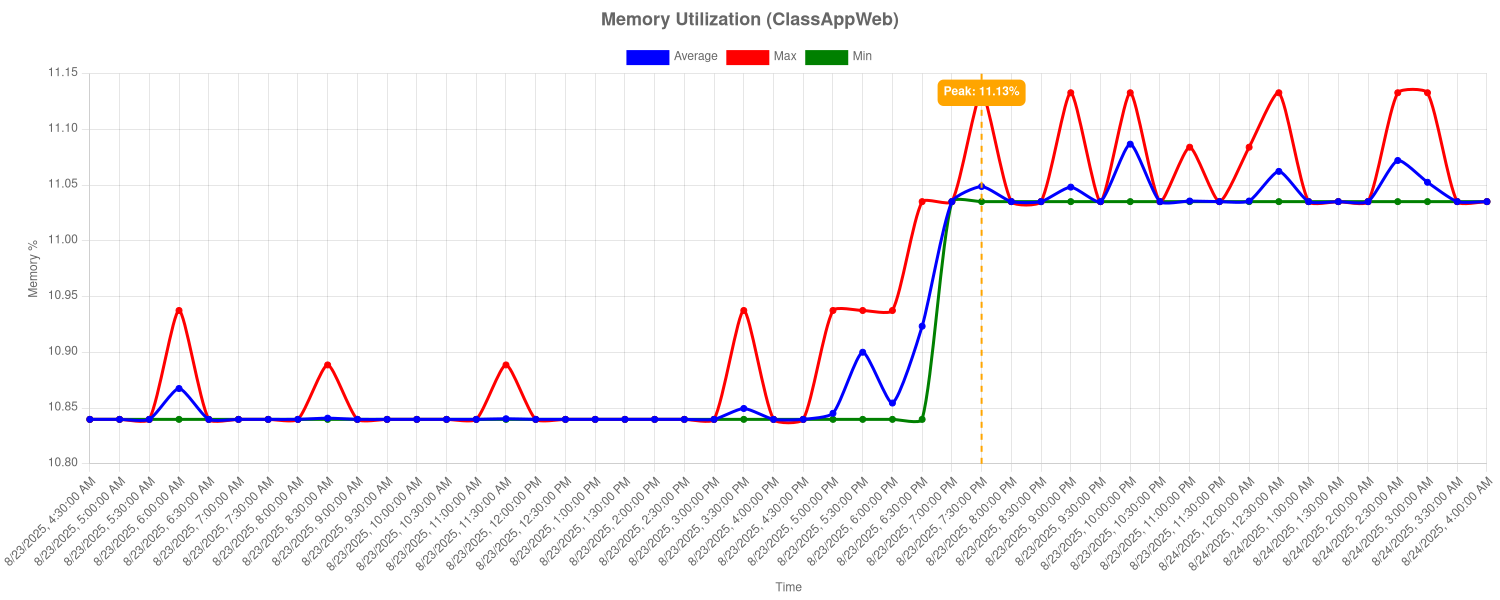 Memory Utilization (ClassAppWeb)
Average Max Min
Peak: 11.13%
11.15
11.10
11.05
11.00
10.95
10.90
10.85
10.80
Memory %
8/23/2025, 4:30:00 AM
8/23/2025, 5:00:00 AM
8/23/2025, 5:30:00 AM
8/23/2025, 6:00:00 AM
8/23/2025, 6:30:00 AM
8/23/2025, 7:00:00 AM
8/23/2025, 7:30:00 AM
8/23/2025, 8:00:00 AM
8/23/2025, 8:30:00 AM
8/23/2025, 9:00:00 AM
8/23/2025, 9:30:00 AM
8/23/2025, 10:00:00 AM
8/23/2025, 10:30:00 AM
8/23/2025, 11:00:00 AM
8/23/2025, 11:30:00 AM
8/23/2025, 12:00:00 PM
8/23/2025, 12:30:00 PM
8/23/2025, 1:00:00 PM
8/23/2025, 1:30:00 PM
8/23/2025, 2:00:00 PM
8/23/2025, 2:30:00 PM
8/23/2025, 3:00:00 PM
8/23/2025, 3:30:00 PM
8/23/2025, 4:00:00 PM
8/23/2025, 4:30:00 PM
8/23/2025, 5:00:00 PM
8/23/2025, 5:30:00 PM
8/23/2025, 6:00:00 PM
8/23/2025, 6:30:00 PM
8/23/2025, 7:00:00 PM
8/23/2025, 7:30:00 PM
8/23/2025, 8:00:00 PM
8/23/2025, 8:30:00 PM
8/23/2025, 9:00:00 PM
8/23/2025, 9:30:00 PM
8/23/2025, 10:00:00 PM
8/23/2025, 10:30:00 PM
8/23/2025, 11:00:00 PM
8/23/2025, 11:30:00 PM
8/24/2025, 12:00:00 AM
8/24/2025, 12:30:00 AM
8/24/2025, 1:00:00 AM
8/24/2025, 1:30:00 AM
8/24/2025, 2:00:00 AM
8/24/2025, 2:30:00 AM
8/24/2025, 3:00:00 AM
8/24/2025, 3:30:00 AM
8/24/2025, 4:00:00 AM
Time